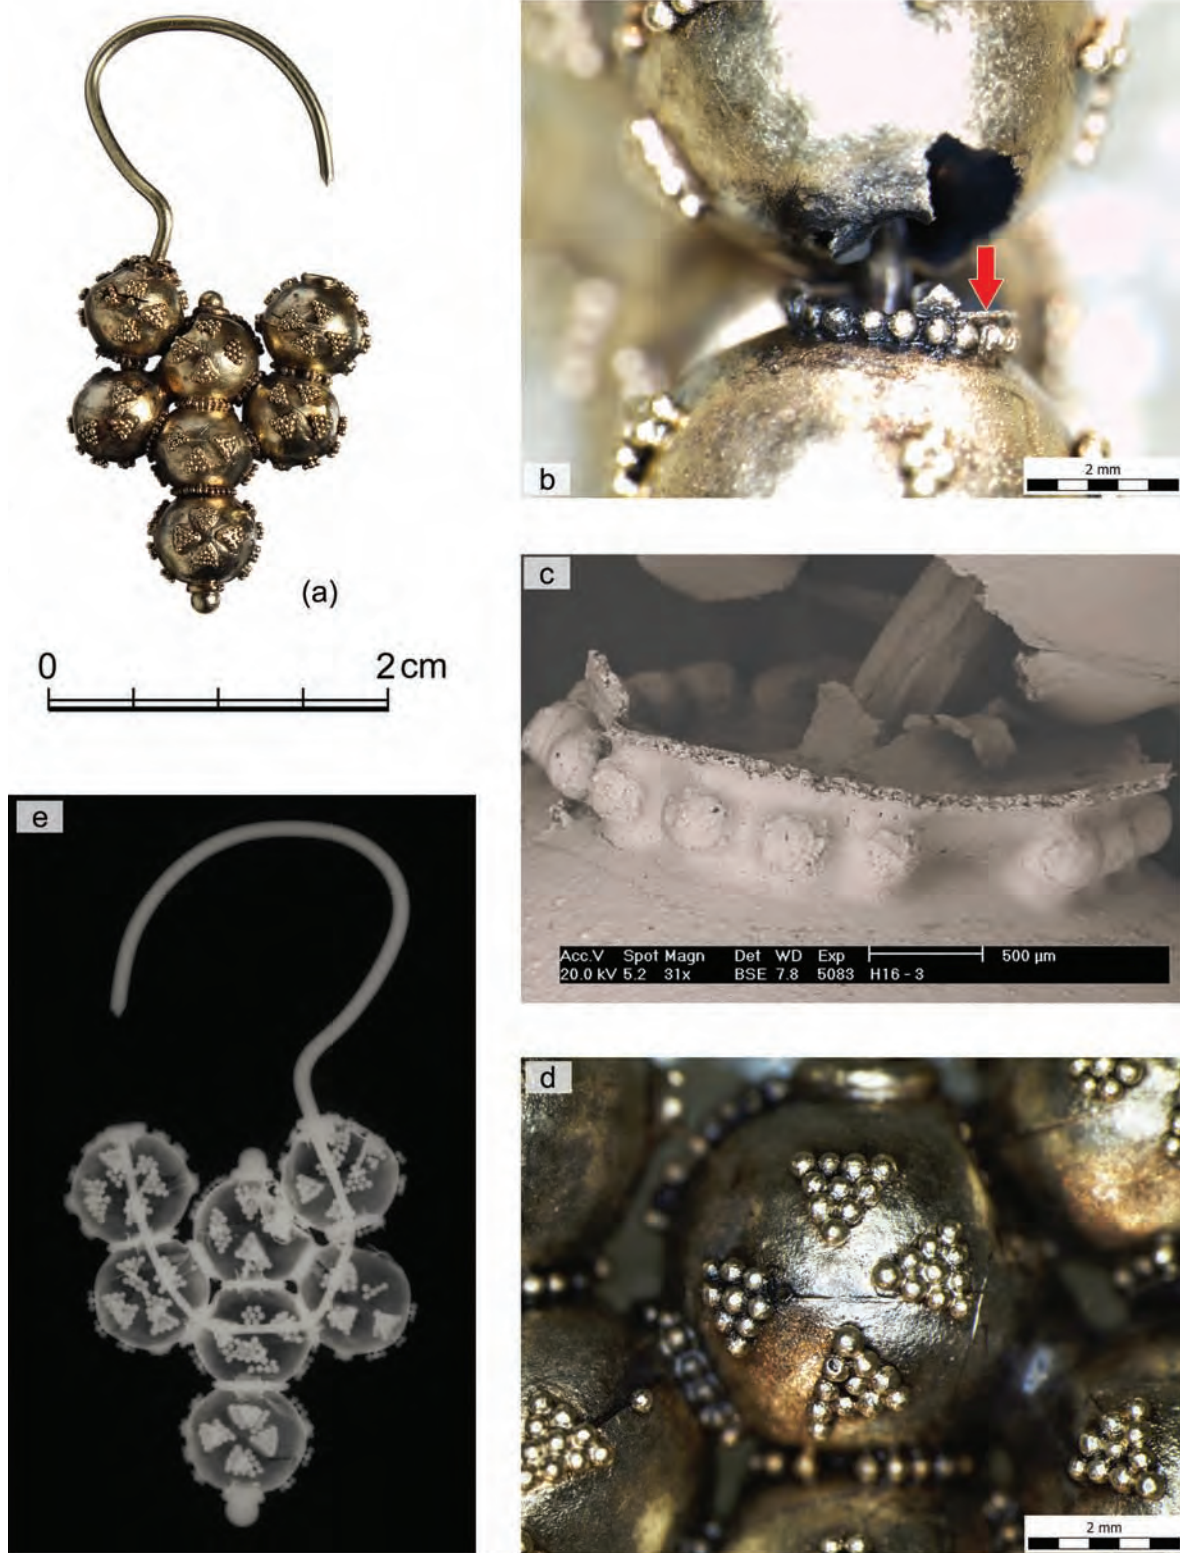 (a)
0 2 cm
b
2 mm
c
Acc.V Spot Magn Det WD Exp 500 µm
20.0 kV 5.2 31x BSE 7.8 5083 H16 - 3
d
2 mm
e